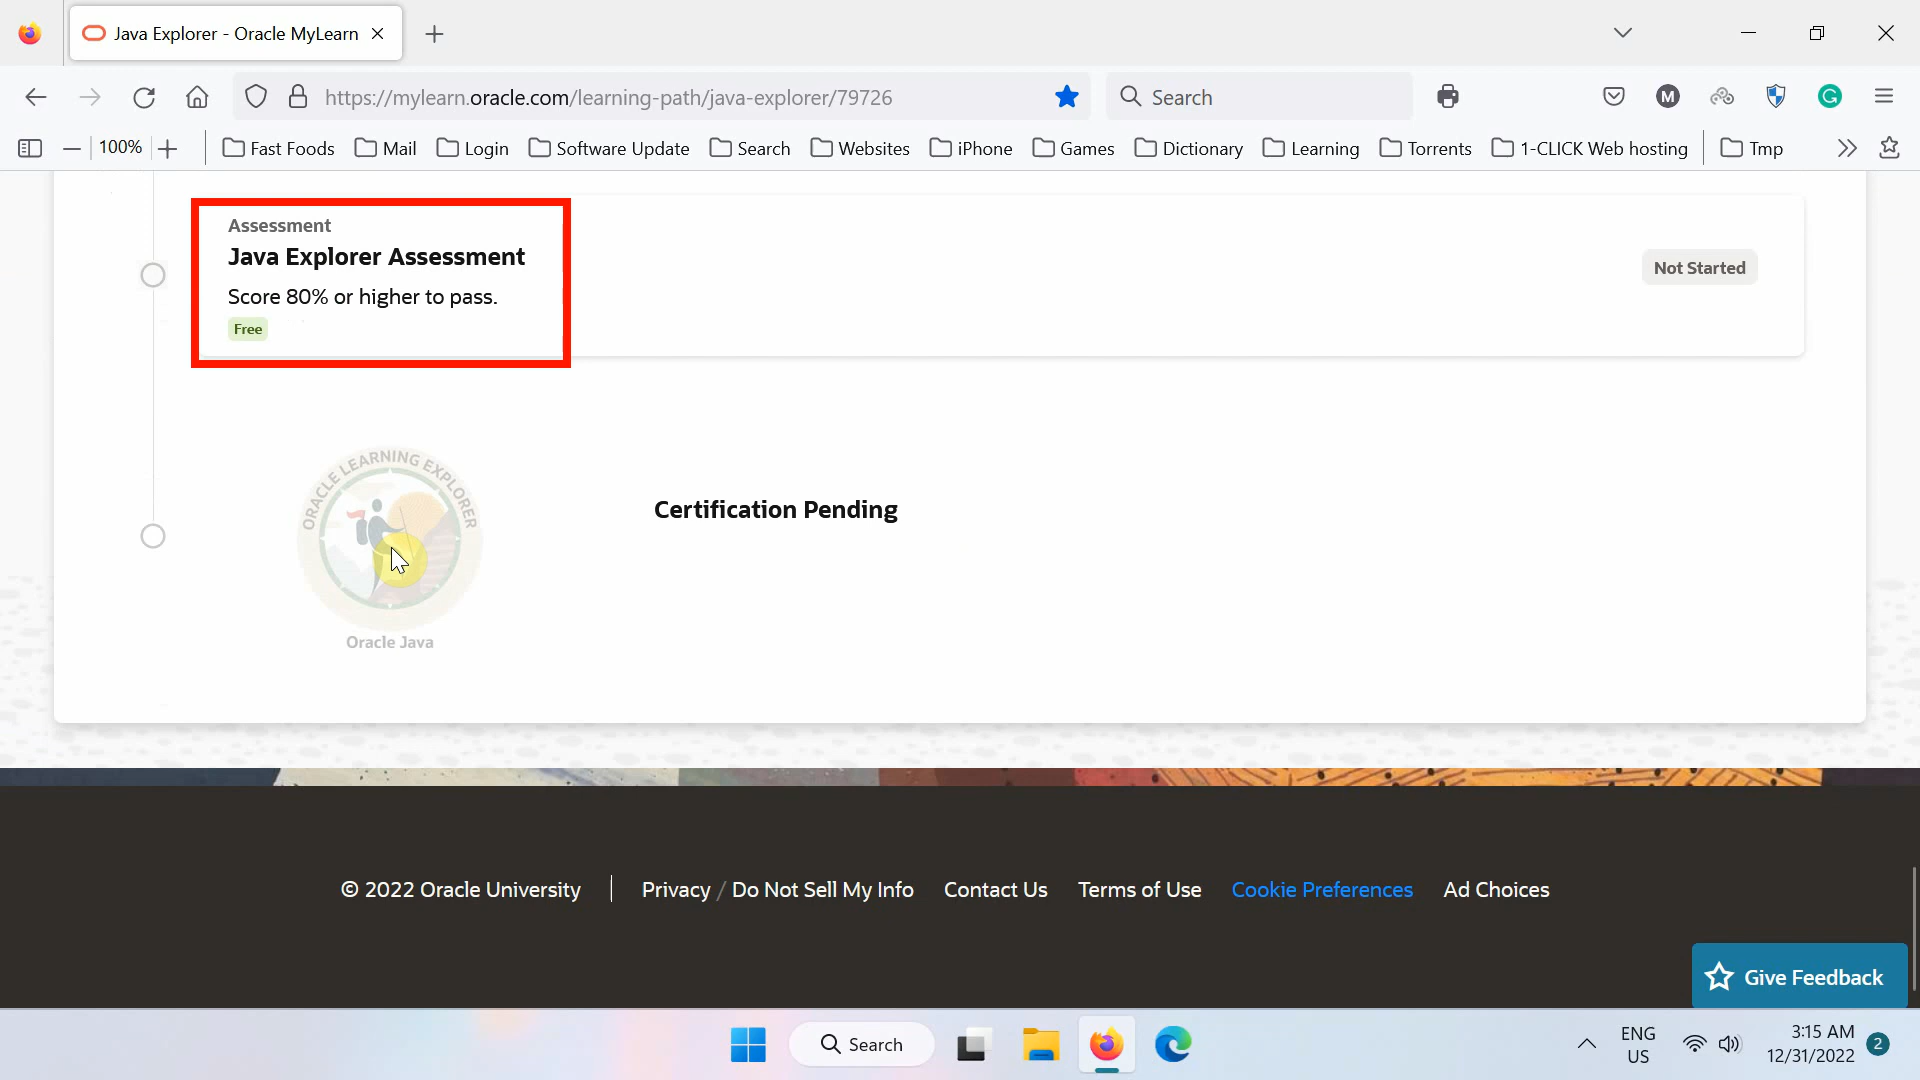 Java Explorer - Oracle MyLearn
https://mylearn.oracle.com/learning-path/java-explorer/79726
Search
M
G
100%
Fast Foods
Mail
Login
Software Update
Search
Websites
iPhone
Games
Dictionary
Learning
Torrents
1-CLICK Web hosting
Tmp
Assessment
Java Explorer Assessment
Score 80% or higher to pass.
Free
Not Started
ORACLE LEARNING EXPLORER
Oracle Java
Certification Pending
© 2022 Oracle University
Privacy / Do Not Sell My Info
Contact Us
Terms of Use
Cookie Preferences
Ad Choices
Give Feedback
Search
ENG
US
3:15 AM
12/31/2022
2